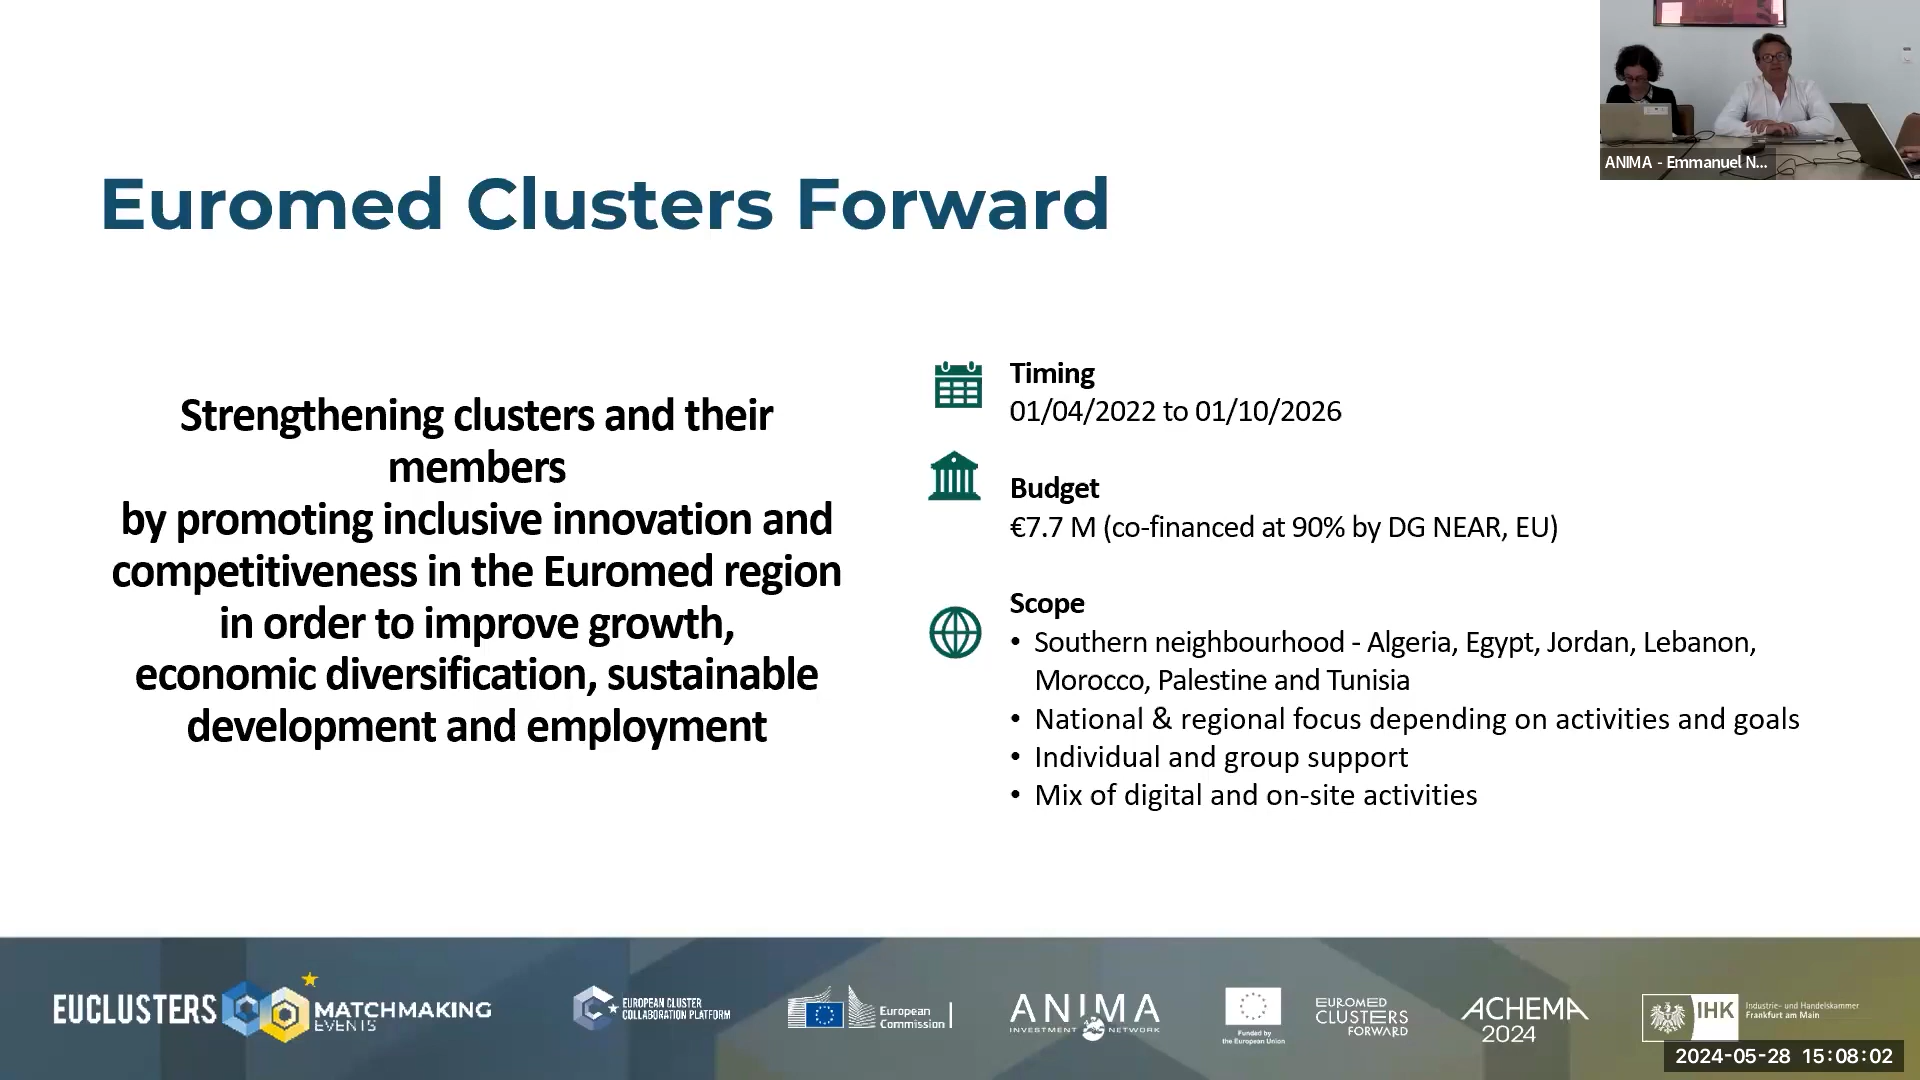 ANIMA - Emmanuel N...
Euromed Clusters Forward
Strengthening clusters and their
members
by promoting inclusive innovation and
competitiveness in the Euromed region
in order to improve growth,
economic diversification, sustainable
development and employment
Timing
01/04/2022 to 01/10/2026
Budget
€7.7 M (co-financed at 90% by DG NEAR, EU)
Scope
• Southern neighbourhood - Algeria, Egypt, Jordan, Lebanon,
Morocco, Palestine and Tunisia
• National & regional focus depending on activities and goals
• Individual and group support
• Mix of digital and on-site activities
EUCLUSTERS
MATCHMAKING
EVENTS
EUROPEAN CLUSTER
COLLABORATION PLATFORM
European
Commission
ANIMA
INVESTMENT NETWORK
Funded by
the European Union
EUROMED
CLUSTERS
FORWARD
ACHEMA
2024
IHK
Industrie- und Handelskammer
Frankfurt am Main
2024-05-28 15:08:02